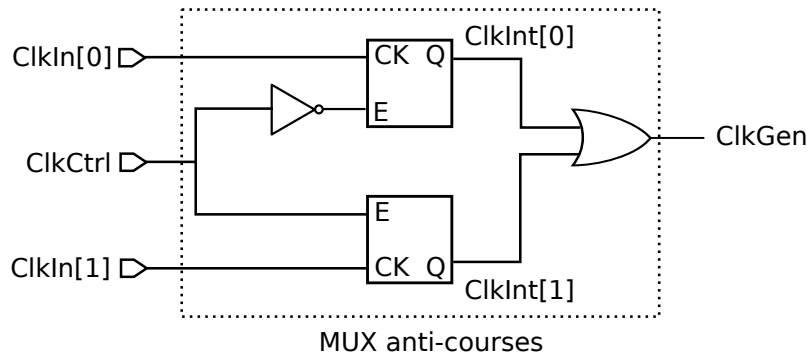 ClkInt[0]
ClkIn[0]
CK Q
E
ClkGen
ClkCtrl
E
CK Q
ClkIn[1]
ClkInt[1]
MUX anti-courses